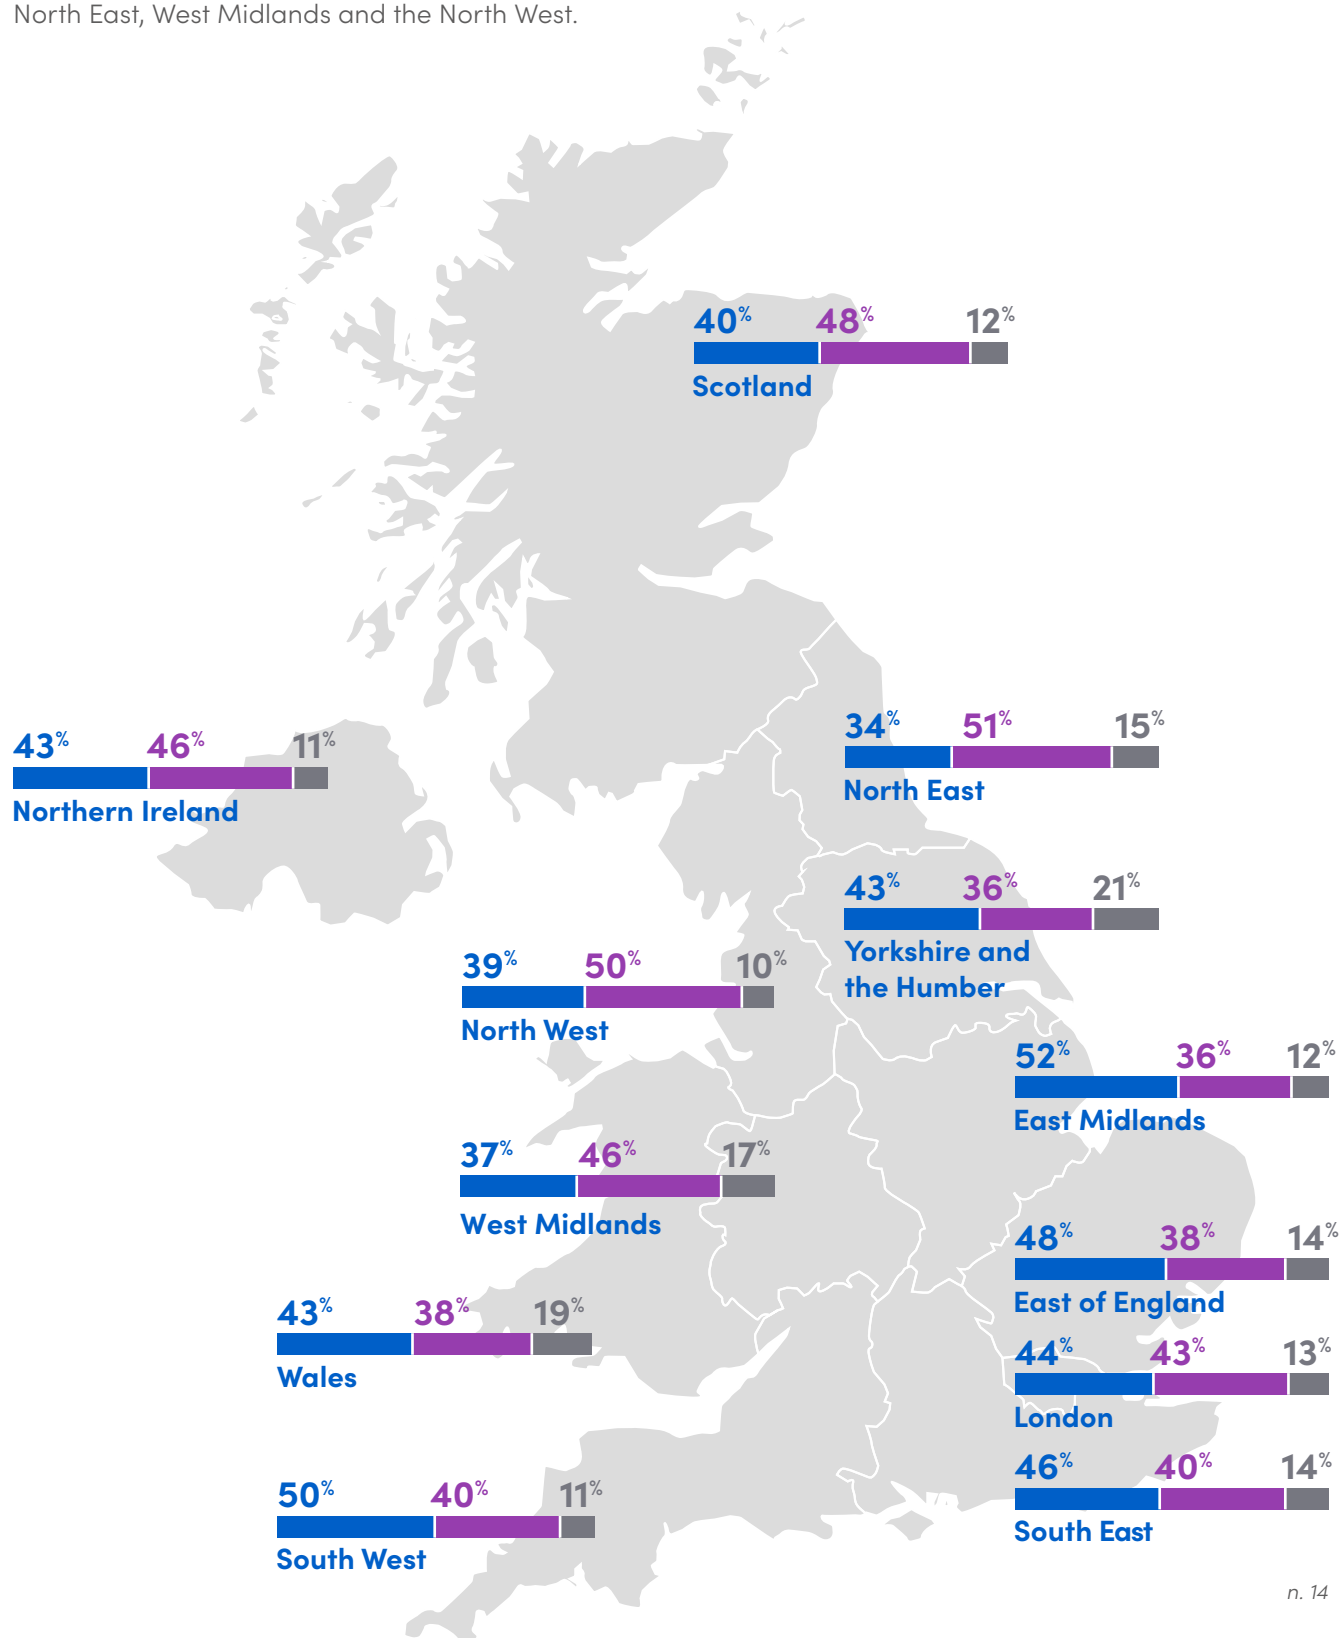 North East, West Midlands and the North West.
40% 48% 12%
Scotland
34% 51% 15%
North East
43% 46% 11%
Northern Ireland
43% 36% 21%
Yorkshire and
the Humber
39% 50% 10%
North West
52% 36% 12%
East Midlands
37% 46% 17%
West Midlands
48% 38% 14%
East of England
43% 38% 19%
Wales
44% 43% 13%
London
46% 40% 14%
South East
50% 40% 11%
South West
n. 14